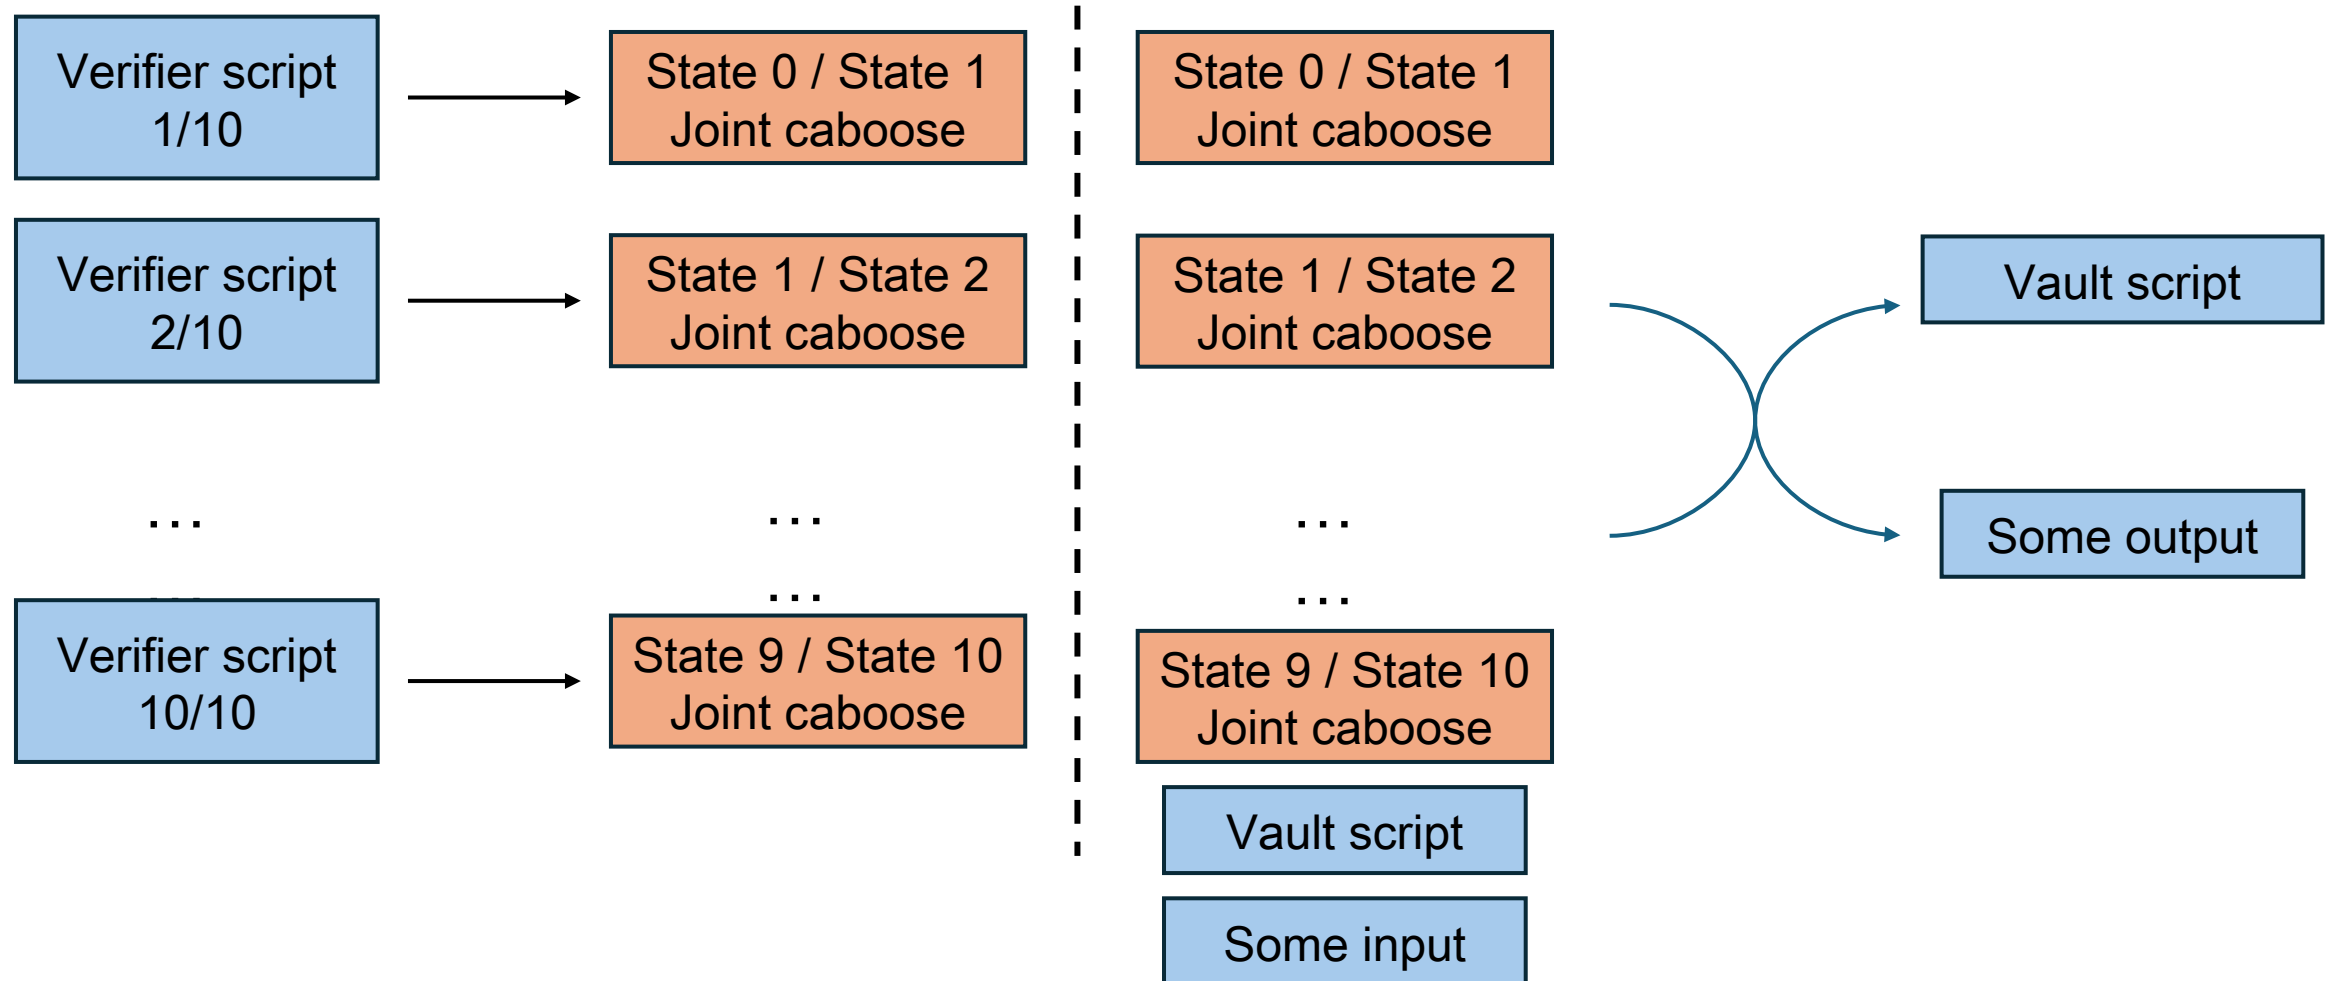 Verifier script
1/10
State 0 / State 1
Joint caboose
State 0 / State 1
Joint caboose
Verifier script
2/10
State 1 / State 2
Joint caboose
State 1 / State 2
Joint caboose
Vault script
...
...
...
Some output
...
...
...
Verifier script
10/10
State 9 / State 10
Joint caboose
State 9 / State 10
Joint caboose
Vault script
Some input